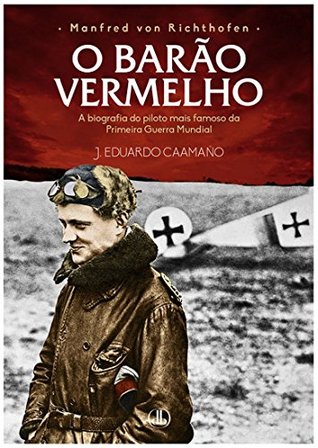 • Manfred von Richthofen •
O BARÃO
VERMELHO
A biografia do piloto mais famoso da
Primeira Guerra Mundial
J. EDUARDO CAAMAÑO